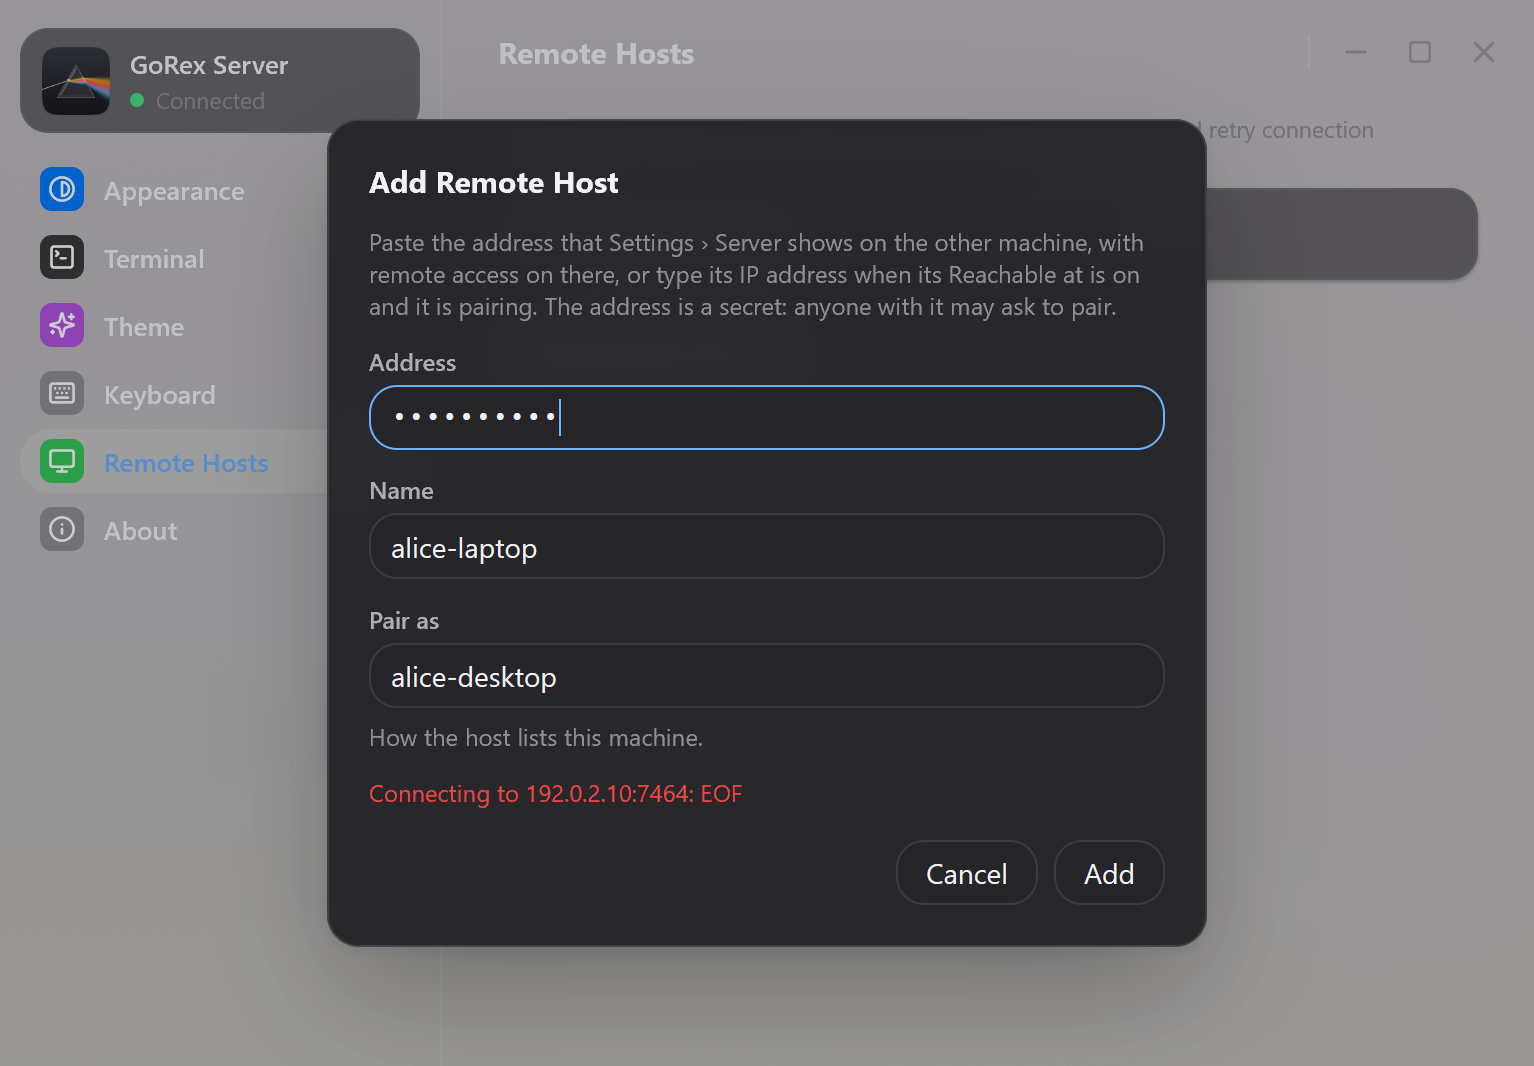 GoRex Server
Connected
Appearance
Terminal
Theme
Keyboard
Remote Hosts
About
Remote Hosts
retry connection
Add Remote Host
Paste the address that Settings › Server shows on the other machine, with
remote access on there, or type its IP address when its Reachable at is on
and it is pairing. The address is a secret: anyone with it may ask to pair.
Address
••••••••••
Name
alice-laptop
Pair as
alice-desktop
How the host lists this machine.
Connecting to 192.0.2.10:7464: EOF
Cancel
Add